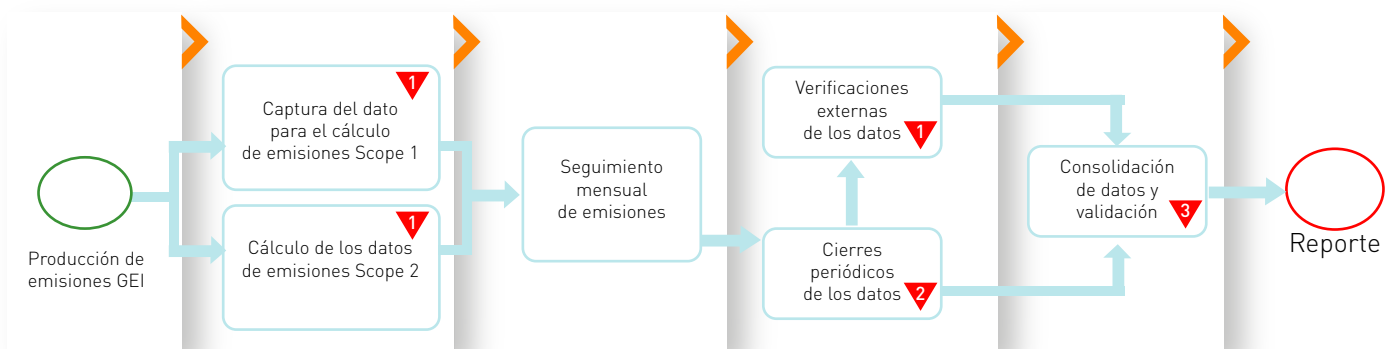 Producción de
emisiones GEI
1
Captura del dato
para el cálculo
de emisiones Scope 1
1
Cálculo de los datos
de emisiones Scope 2
Seguimiento
mensual
de emisiones
Verificaciones
externas
de los datos
1
Cierres
periódicos
de los datos
2
Consolidación
de datos y
validación
3
Reporte